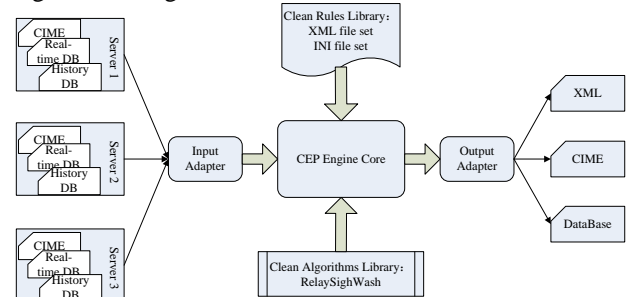 CIME
Real-
time DB
History
DB
Server 1
CIME
Real-
time DB
History
DB
Server 2
CIME
Real-
time DB
History
DB
Server 3
Input
Adapter
Clean Rules Library：
XML file set
INI file set
CEP Engine Core
Clean Algorithms Library：
RelaySighWash
Output
Adapter
XML
CIME
DataBase